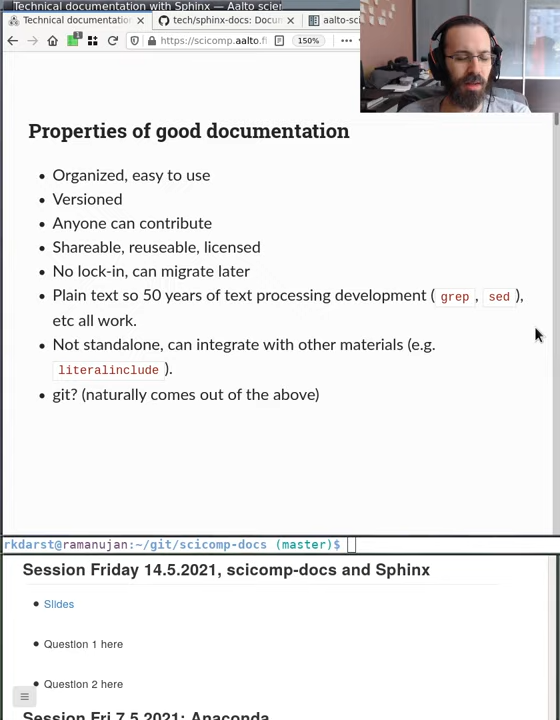 Technical documentation with Sphinx — Aalto scien
Technical documentation
tech/sphinx-docs: Docum
aalto-sci
https://scicomp.aalto.fi
150%
Properties of good documentation
• Organized, easy to use
• Versioned
• Anyone can contribute
• Shareable, reuseable, licensed
• No lock-in, can migrate later
• Plain text so 50 years of text processing development ( grep , sed ),
etc all work.
• Not standalone, can integrate with other materials (e.g.
literalinclude ).
• git? (naturally comes out of the above)
rkdarst@ramanujan:~/git/scicomp-docs (master)$
Session Friday 14.5.2021, scicomp-docs and Sphinx
• Slides
• Question 1 here
• Question 2 here
Session Fri 7.5.2021: Anaconda